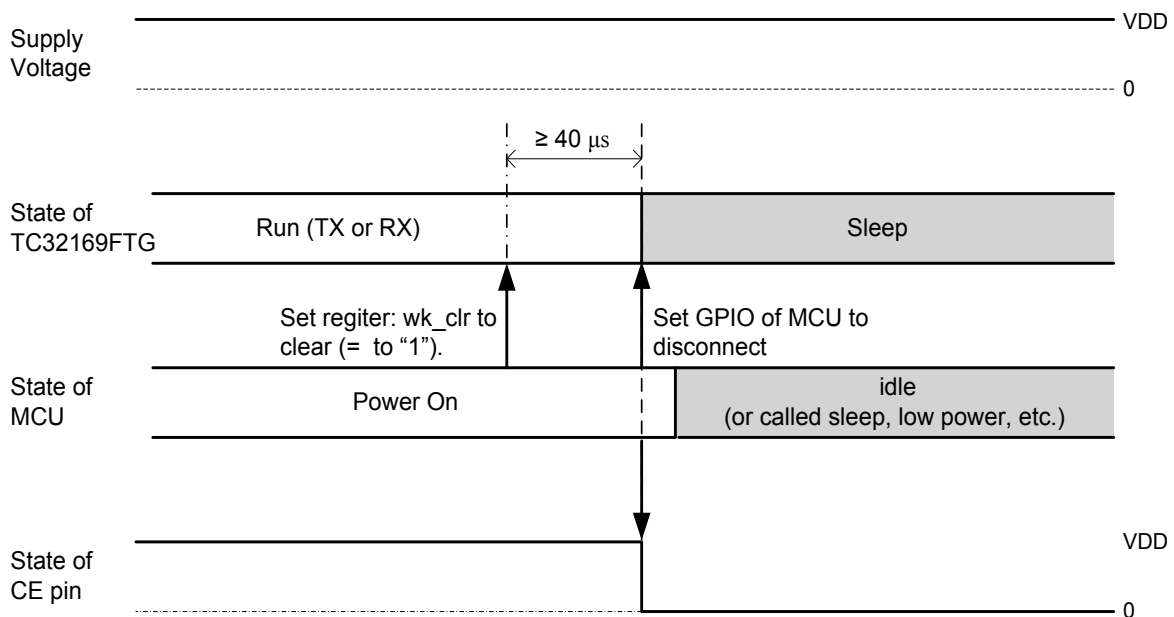 VDD
Supply
Voltage
0
≥ 40 μs
State of
TC32169FTG
Run (TX or RX)
Sleep
Set regiter: wk_clr to
clear (= to “1”).
Set GPIO of MCU to
disconnect
State of
MCU
Power On
idle
(or called sleep, low power, etc.)
VDD
State of
CE pin
0